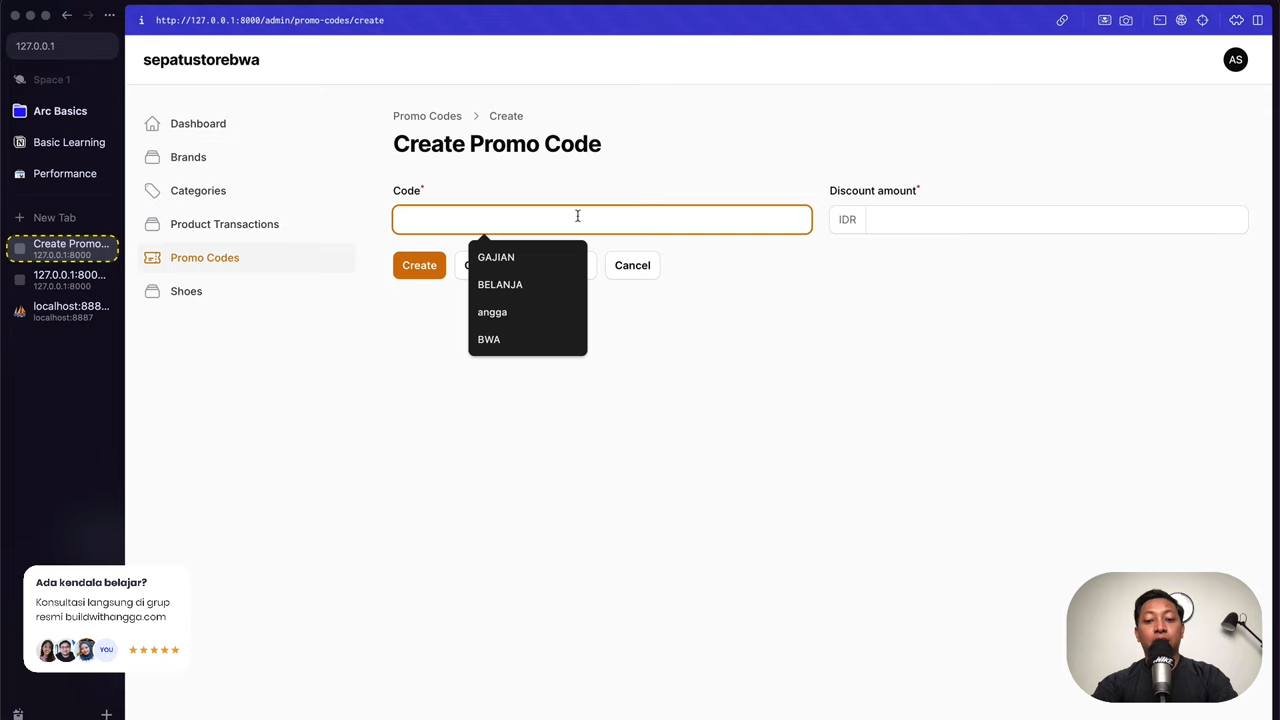 http://127.0.0.1:8000/admin/promo-codes/create
127.0.0.1
Space 1
Arc Basics
Basic Learning
Performance
New Tab
Create Promo...
127.0.0.1:8000
127.0.0.1:800...
127.0.0.1:8000
localhost:888...
localhost:8887
sepatustorebwa
AS
Dashboard
Brands
Categories
Product Transactions
Promo Codes
Shoes
Promo Codes > Create
Create Promo Code
Code*
Discount amount*
IDR
Create
Cancel
GAJIAN
BELANJA
angga
BWA
Ada kendala belajar?
Konsultasi langsung di grup
resmi buildwithangga.com
YOU
NIKE